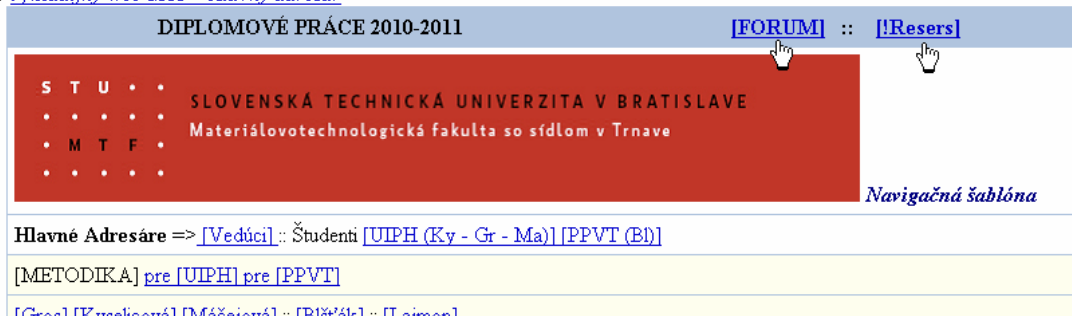 DIPLOMOVÉ PRÁCE 2010-2011 [FORUM] :: [!Resers]
S T U
M T F
SLOVENSKÁ TECHNICKÁ UNIVERZITA V BRATISLAVE
Materiálovotechnologická fakulta so sídlom v Trnave
Navigačná šablóna
Hlavné Adresáre => [Vedúci] :: Študenti [UIPH (Ky - Gr - Ma)] [PPVT (Bl)]
[METODIKA] pre [UIPH] pre [PPVT]